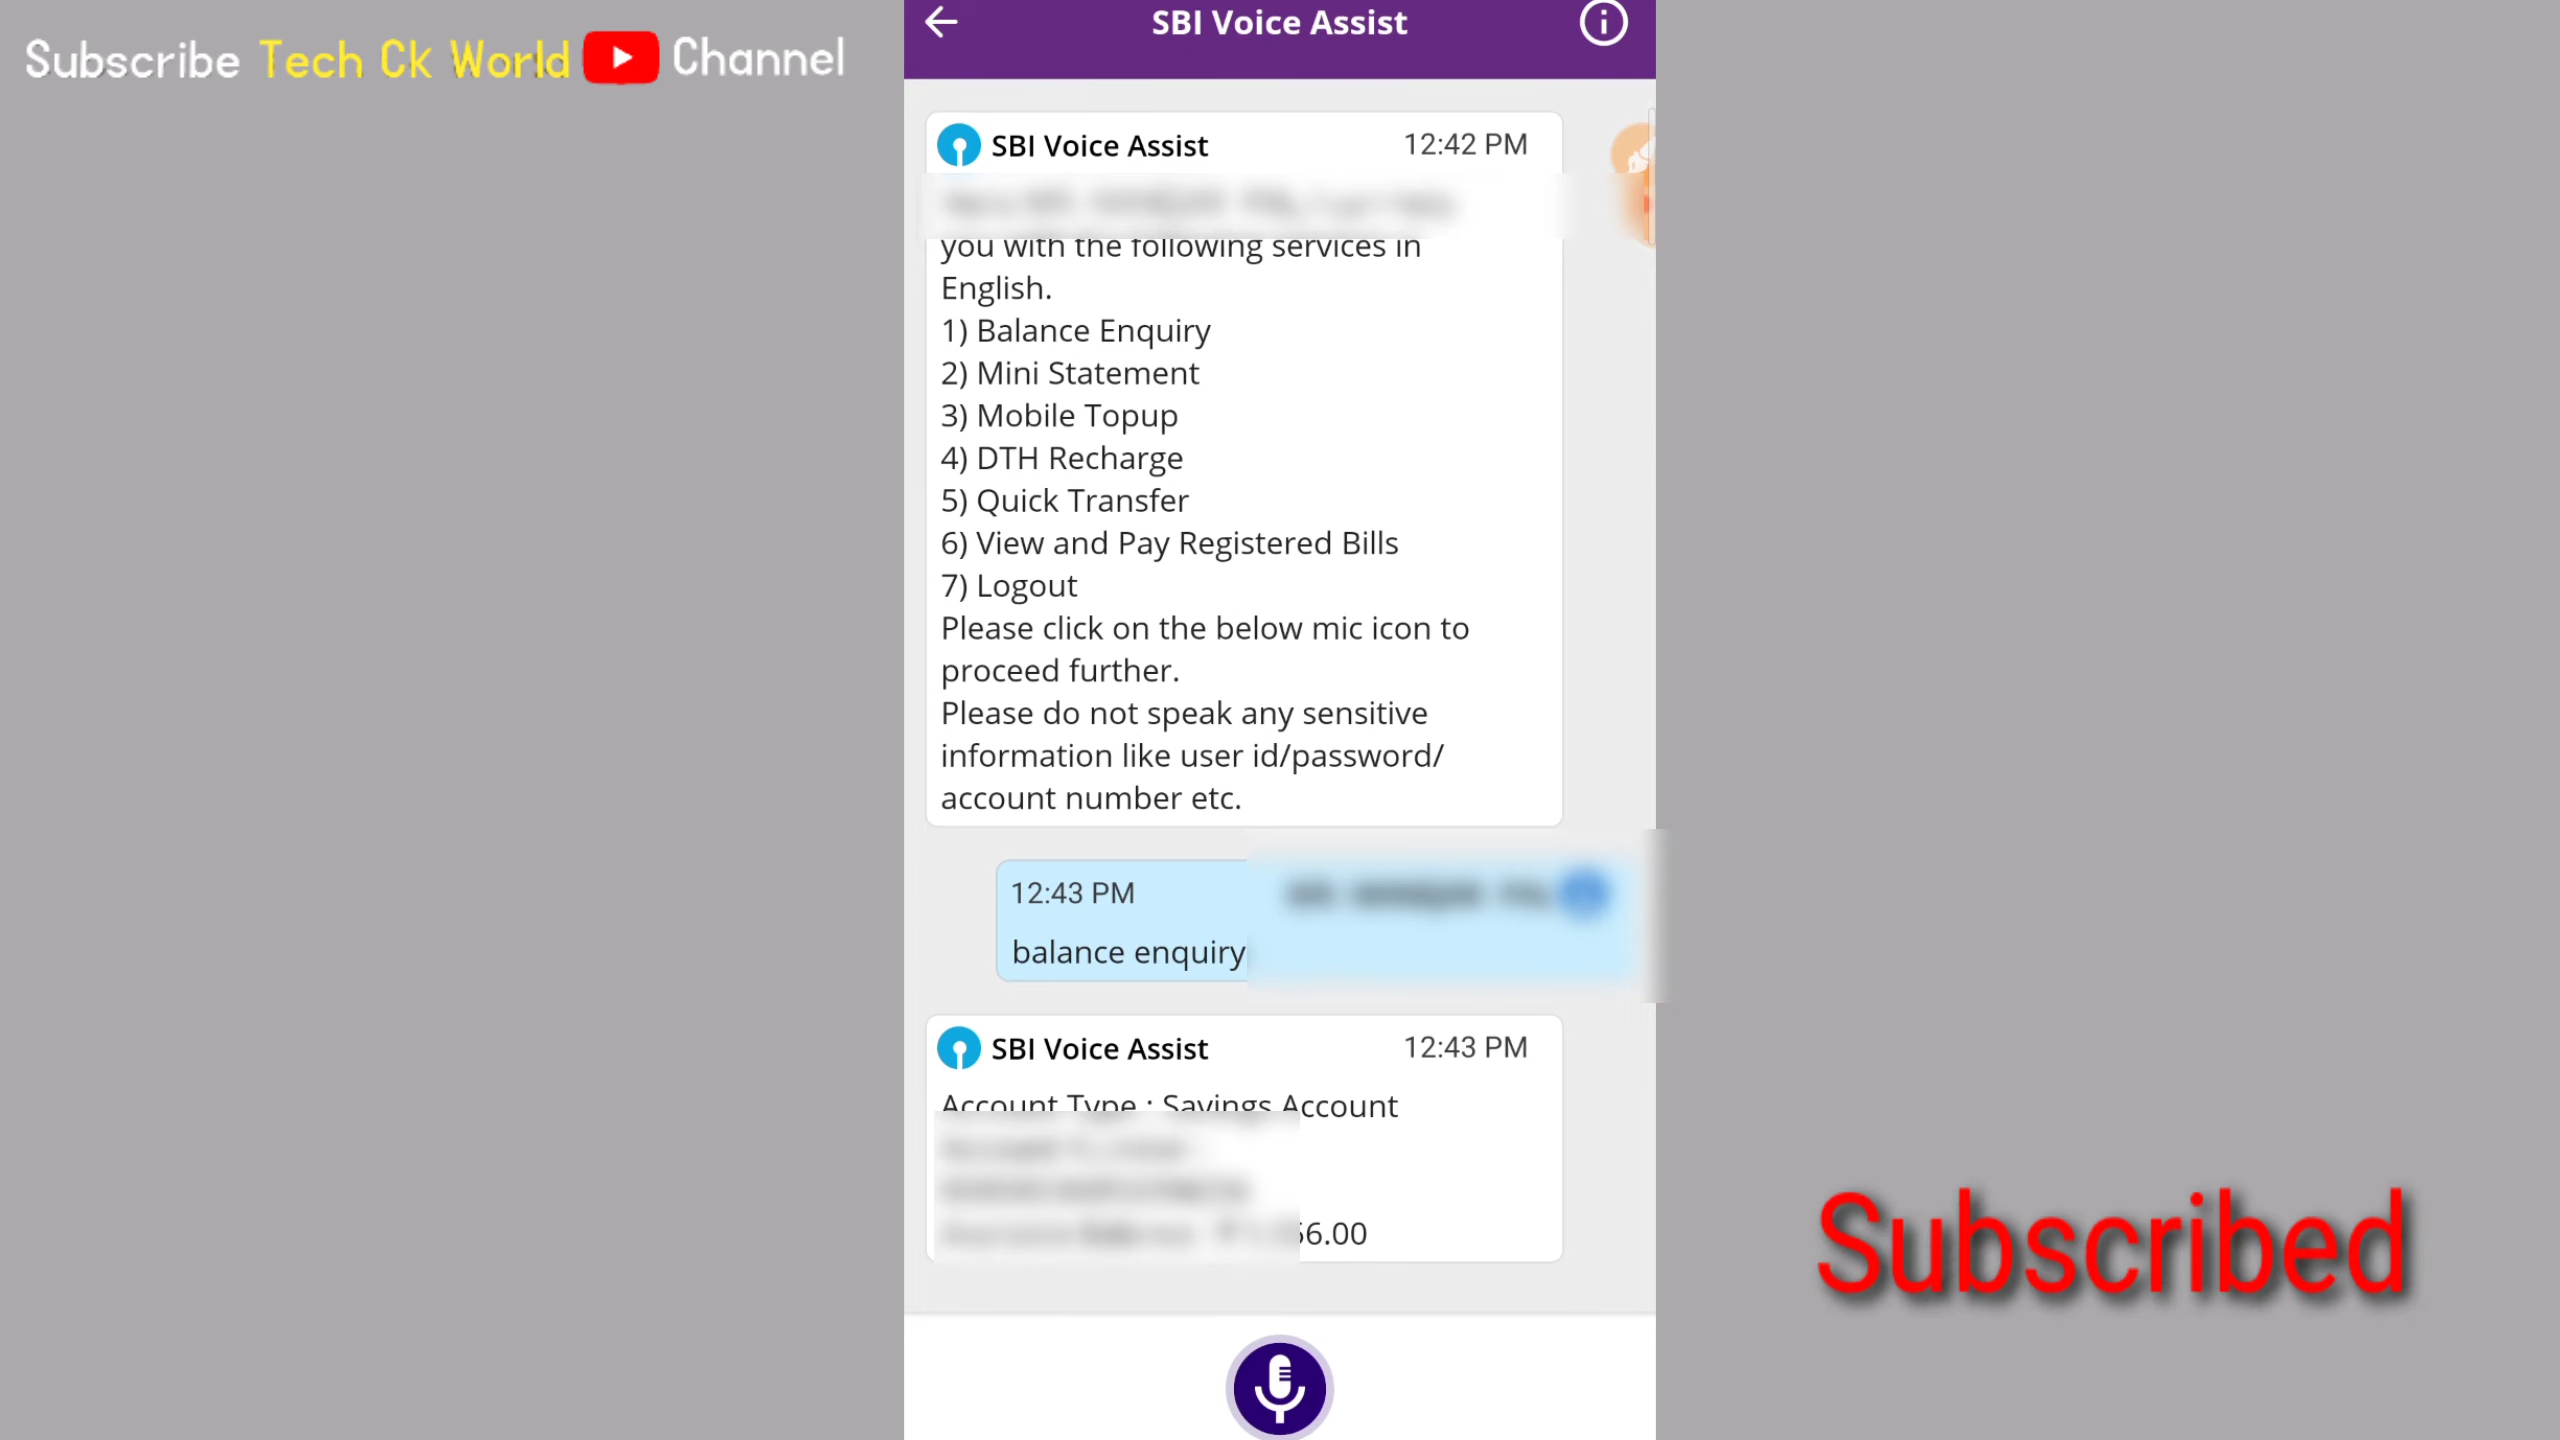 Subscribe Tech Ck World Channel
SBI Voice Assist
SBI Voice Assist 12:42 PM
you with the following services in
English.
1) Balance Enquiry
2) Mini Statement
3) Mobile Topup
4) DTH Recharge
5) Quick Transfer
6) View and Pay Registered Bills
7) Logout
Please click on the below mic icon to
proceed further.
Please do not speak any sensitive
information like user id/password/
account number etc.
12:43 PM
balance enquiry
SBI Voice Assist 12:43 PM
Account Type : Savings Account
6.00
Subscribed